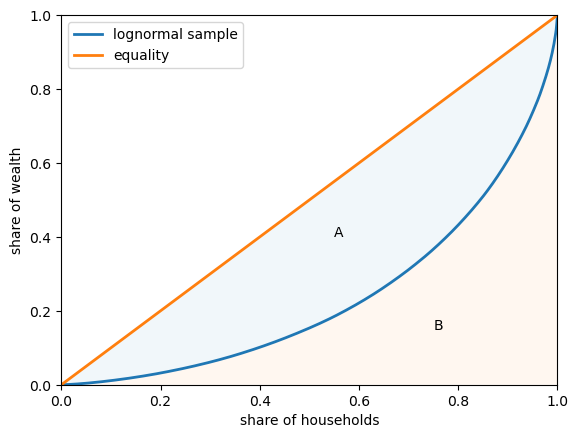 lognormal sample
equality
1.0
0.8
0.6
0.4
0.2
0.0
share of wealth
A
B
0.0 0.2 0.4 0.6 0.8 1.0
share of households